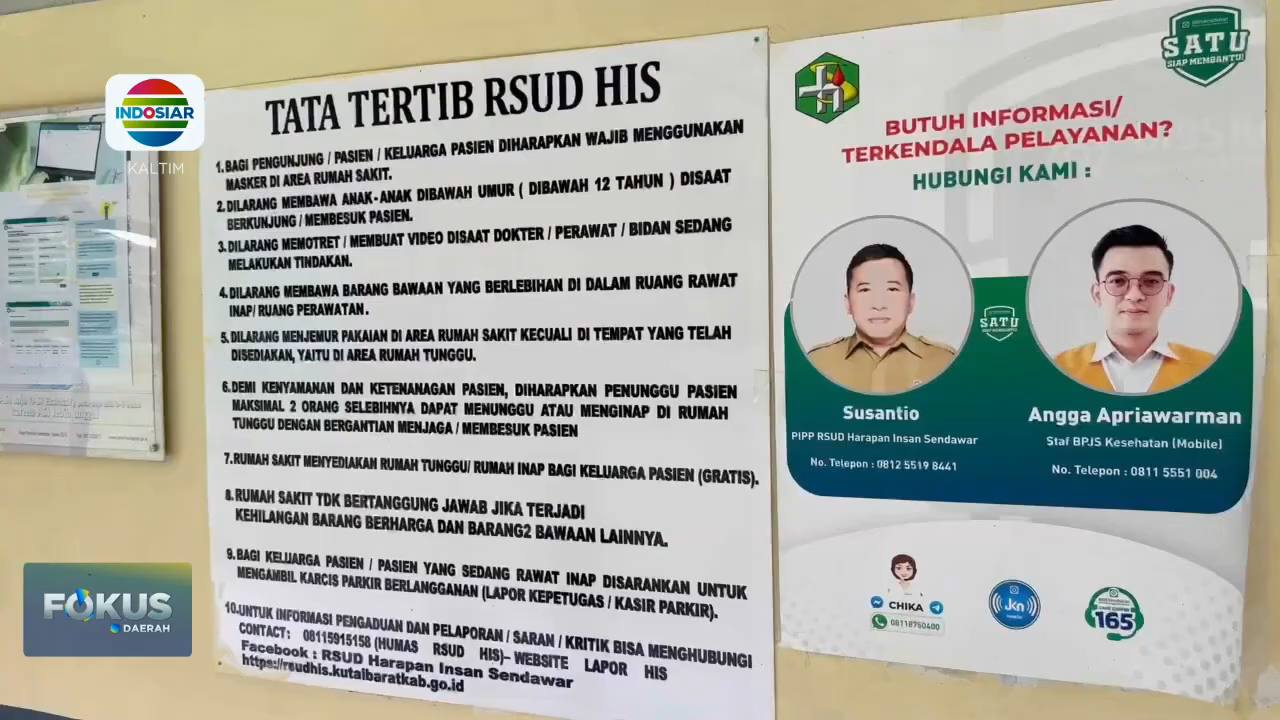 INDOSIAR
KALTIM
TATA TERTIB RSUD HIS
1. BAGI PENGUNJUNG / PASIEN / KELUARGA PASIEN DIHARAPKAN WAJIB MENGGUNAKAN
MASKER DI AREA RUMAH SAKIT.
2. DILARANG MEMBAWA ANAK-ANAK DIBAWAH UMUR ( DIBAWAH 12 TAHUN ) DISAAT
BERKUNJUNG / MEMBESUK PASIEN.
3. DILARANG MEMOTRET / MEMBUAT VIDEO DISAAT DOKTER / PERAWAT / BIDAN SEDANG
MELAKUKAN TINDAKAN.
4. DILARANG MEMBAWA BARANG BAWAAN YANG BERLEBIHAN DI DALAM RUANG RAWAT
INAP/ RUANG PERAWATAN.
5. DILARANG MENJEMUR PAKAIAN DI AREA RUMAH SAKIT KECUALI DI TEMPAT YANG TELAH
DISEDIAKAN, YAITU DI AREA RUMAH TUNGGU.
6. DEMI KENYAMANAN DAN KETENANAGAN PASIEN, DIHARAPKAN PENUNGGU PASIEN
MAKSIMAL 2 ORANG SELEBIHNYA DAPAT MENUNGGU ATAU MENGINAP DI RUMAH
TUNGGU DENGAN BERGANTIAN MENJAGA / MEMBESUK PASIEN
7. RUMAH SAKIT MENYEDIAKAN RUMAH TUNGGU/ RUMAH INAP BAGI KELUARGA PASIEN (GRATIS).
8. RUMAH SAKIT TDK BERTANGGUNG JAWAB JIKA TERJADI
KEHILANGAN BARANG BERHARGA DAN BARANG2 BAWAAN LAINNYA.
9. BAGI KELUARGA PASIEN / PASIEN YANG SEDANG RAWAT INAP DISARANKAN UNTUK
MENGAMBIL KARCIS PARKIR BERLANGGANAN (LAPOR KEPETUGAS / KASIR PARKIR).
10. UNTUK INFORMASI PENGADUAN DAN PELAPORAN / SARAN / KRITIK BISA MENGHUBUNGI
CONTACT: 08115915158 (HUMAS RSUD HIS)– WEBSITE LAPOR HIS
Facebook : RSUD Harapan Insan Sendawar
https://rsudhis.kutaibaratkab.go.id
SATU
SIAP MEMBANTU!
BUTUH INFORMASI/
TERKENDALA PELAYANAN?
HUBUNGI KAMI :
SATU
Susantio
PIPP RSUD Harapan Insan Sendawar
No. Telepon : 0812 5519 8441
Angga Apriawarman
Staf BPJS Kesehatan (Mobile)
No. Telepon : 0811 5551 004
CHIKA
08118750400
Jkn
165
FOKUS
DAERAH